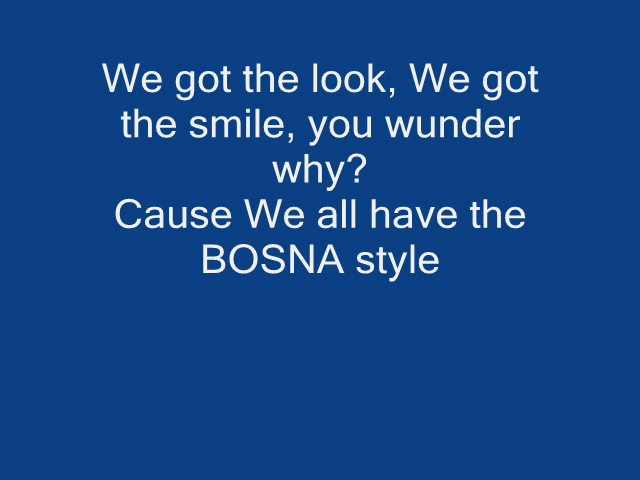 We got the look, We got
the smile, you wunder
why?
Cause We all have the
BOSNA style